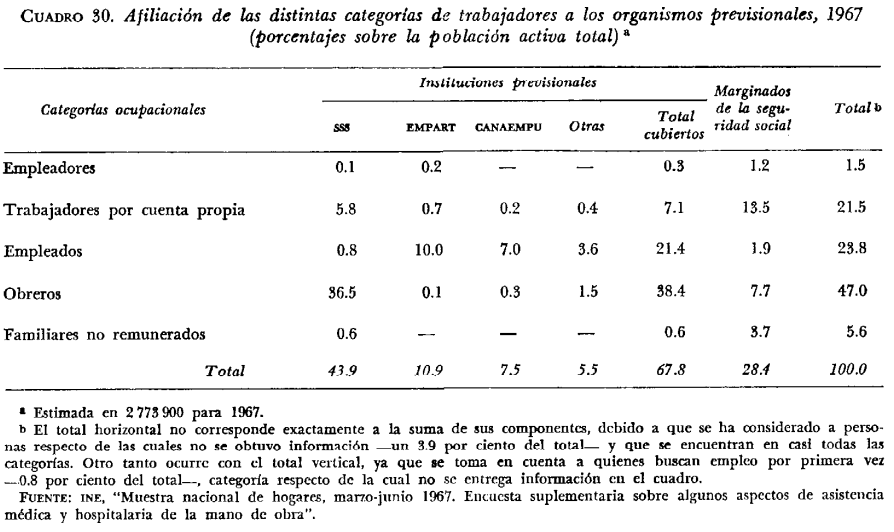 CUADRO 30. Afiliación de las distintas categorías de trabajadores a los organismos previsionales, 1967
(porcentajes sobre la población activa total) a
Instituciones previsionales
Categorías ocupacionales SSS EMPART CANAEMPU Otras Total cubiertos Marginados de la segu-ridad social Total b
Empleadores 0.1 0.2 — — 0.3 1.2 1.5
Trabajadores por cuenta propia 5.8 0.7 0.2 0.4 7.1 13.5 21.5
Empleados 0.8 10.0 7.0 3.6 21.4 1.9 23.8
Obreros 36.5 0.1 0.3 1.5 38.4 7.7 47.0
Familiares no remunerados 0.6 — — — 0.6 3.7 5.6
Total 43.9 10.9 7.5 5.5 67.8 28.4 100.0
a Estimada en 2 773 900 para 1967.
b El total horizontal no corresponde exactamente a la suma de sus componentes, debido a que se ha considerado a perso-
nas respecto de las cuales no se obtuvo información —un 3.9 por ciento del total— y que se encuentran en casi todas las
categorías. Otro tanto ocurre con el total vertical, ya que se toma en cuenta a quienes buscan empleo por primera vez
—0.8 por ciento del total—, categoría respecto de la cual no se entrega información en el cuadro.
FUENTE: INE, "Muestra nacional de hogares, marzo-junio 1967. Encuesta suplementaria sobre algunos aspectos de asistencia
médica y hospitalaria de la mano de obra".